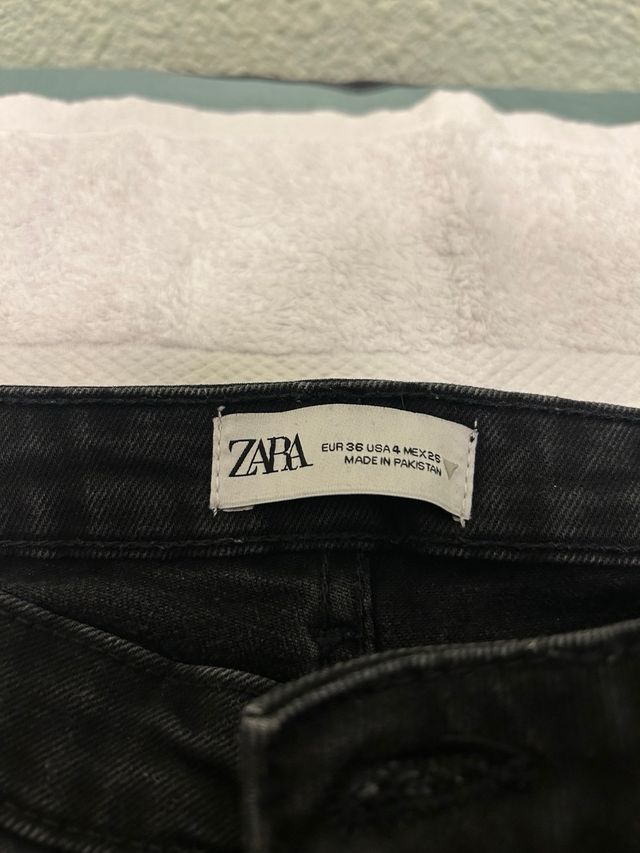 ZARA
EUR 36 USA 4 MEX 26
MADE IN PAKISTAN